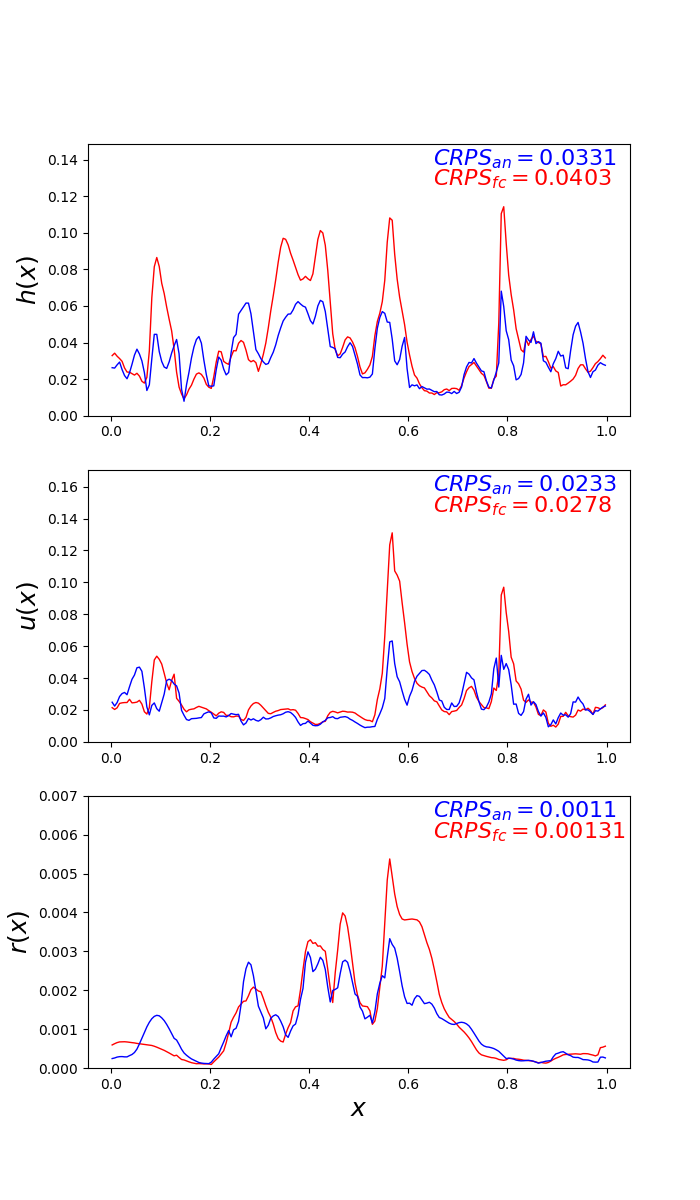 CRPS_an = 0.0331
CRPS_fc = 0.0403
0.14
0.12
0.10
0.08
0.06
0.04
0.02
0.00
h(x)
0.0 0.2 0.4 0.6 0.8 1.0
CRPS_an = 0.0233
CRPS_fc = 0.0278
0.16
0.14
0.12
0.10
0.08
0.06
0.04
0.02
0.00
u(x)
0.0 0.2 0.4 0.6 0.8 1.0
CRPS_an = 0.0011
CRPS_fc = 0.00131
0.007
0.006
0.005
0.004
0.003
0.002
0.001
0.000
r(x)
0.0 0.2 0.4 0.6 0.8 1.0
x